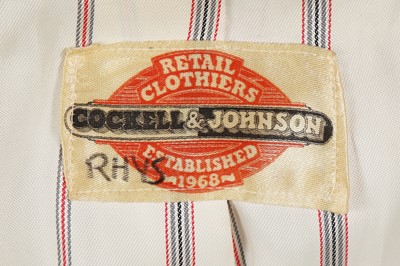 RETAIL
CLOTHIERS
COCKELL & JOHNSON
ESTABLISHED
~1968~
RHYS